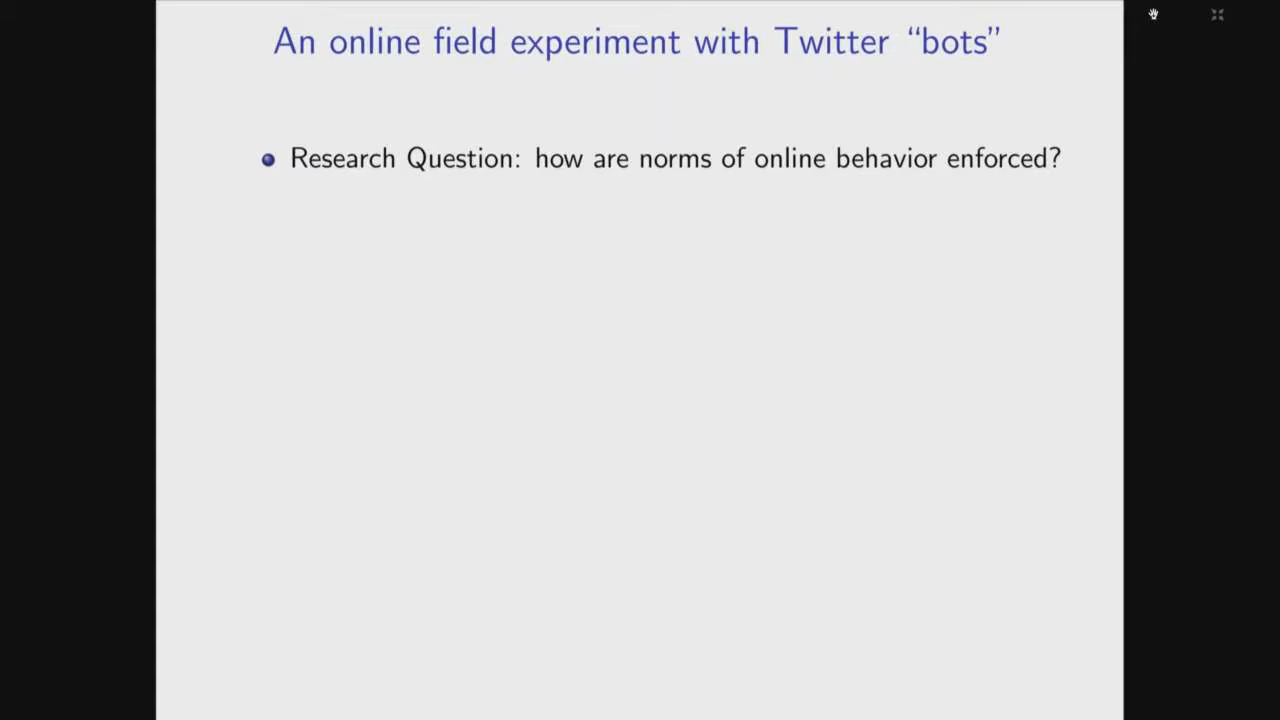 An online field experiment with Twitter “bots”
Research Question: how are norms of online behavior enforced?